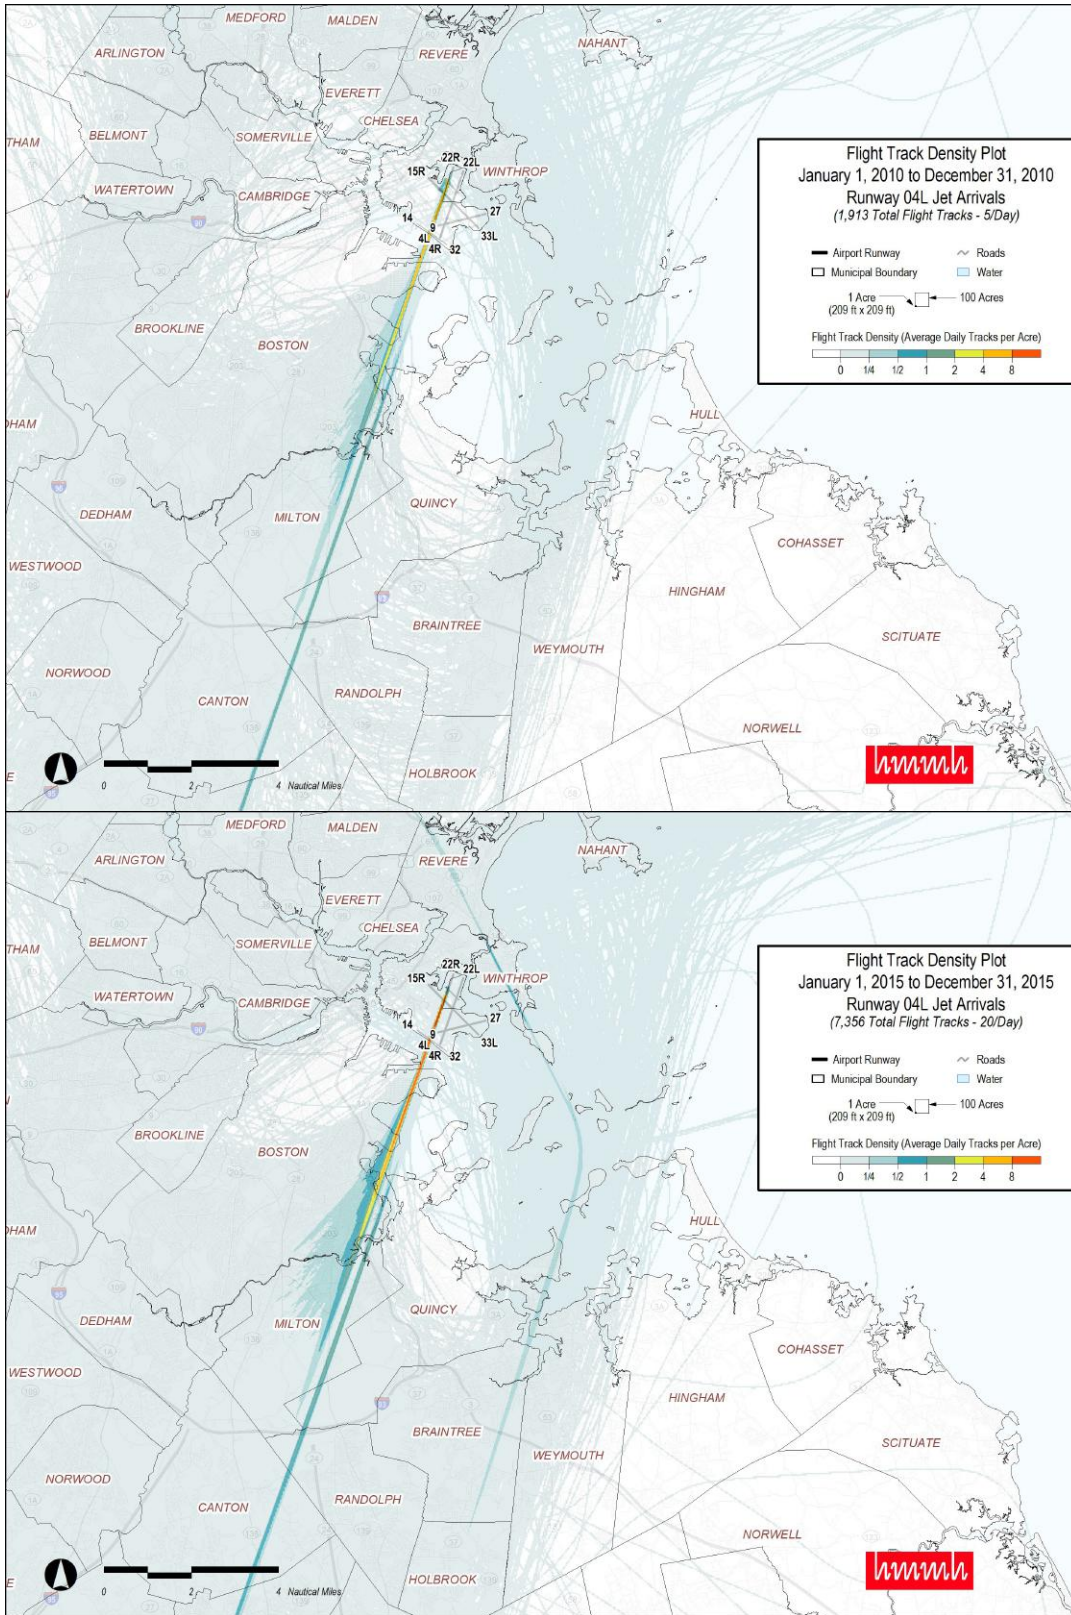 MEDFORD
MALDEN
NAHANT
ARLINGTON
REVERE
EVERETT
CHELSEA
THAM
BELMONT
SOMERVILLE
22R
22L
15R
WINTHROP
WATERTOWN
CAMBRIDGE
90
14
27
9
4L
33L
4R
32
BROOKLINE
BOSTON
HULL
DHAM
QUINCY
DEDHAM
MILTON
COHASSET
WESTWOOD
HINGHAM
BRAINTREE
SCITUATE
WEYMOUTH
NORWOOD
RANDOLPH
CANTON
NORWELL
HOLBROOK
E
0 2 4 Nautical Miles
hmmh
Flight Track Density Plot
January 1, 2010 to December 31, 2010
Runway 04L Jet Arrivals
(1,913 Total Flight Tracks - 5/Day)
Airport Runway
Roads
Municipal Boundary
Water
1 Acre
(209 ft x 209 ft)
100 Acres
Flight Track Density (Average Daily Tracks per Acre)
0 1/4 1/2 1 2 4 8
MEDFORD
MALDEN
NAHANT
ARLINGTON
REVERE
EVERETT
CHELSEA
THAM
BELMONT
SOMERVILLE
22R
22L
15R
WINTHROP
WATERTOWN
CAMBRIDGE
90
14
27
9
4L
33L
4R
32
BROOKLINE
BOSTON
HULL
DHAM
QUINCY
DEDHAM
MILTON
COHASSET
WESTWOOD
HINGHAM
BRAINTREE
SCITUATE
WEYMOUTH
NORWOOD
RANDOLPH
CANTON
NORWELL
HOLBROOK
E
0 2 4 Nautical Miles
hmmh
Flight Track Density Plot
January 1, 2015 to December 31, 2015
Runway 04L Jet Arrivals
(7,356 Total Flight Tracks - 20/Day)
Airport Runway
Roads
Municipal Boundary
Water
1 Acre
(209 ft x 209 ft)
100 Acres
Flight Track Density (Average Daily Tracks per Acre)
0 1/4 1/2 1 2 4 8